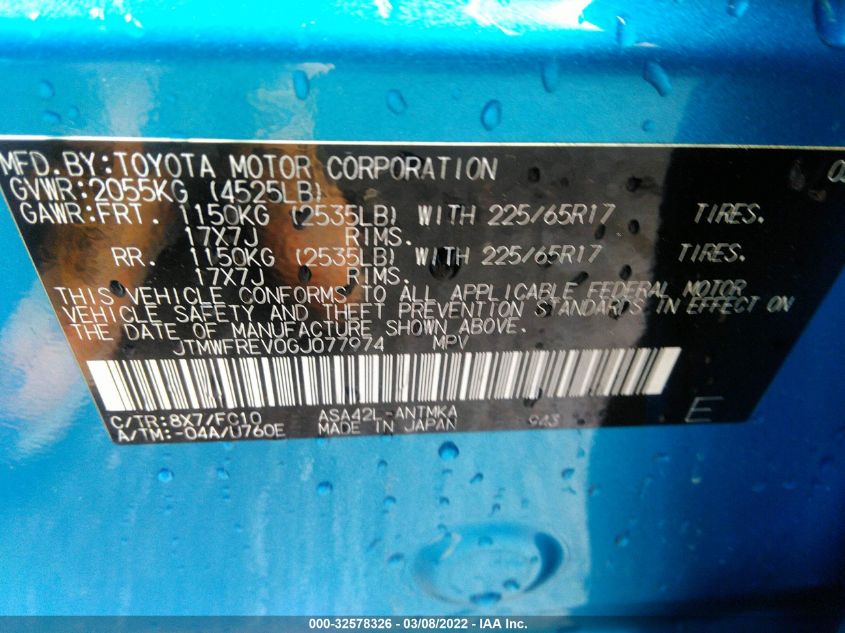 MFD.BY:TOYOTA MOTOR CORPORATION
GVWR:2055KG (4525LB)
GAWR:FRT. 1150KG (2535LB) WITH 225/65R17 TIRES.
17X7J RIMS.
RR. 1150KG (2535LB) WITH 225/65R17 TIRES.
17X7J RIMS.
THIS VEHICLE CONFORMS TO ALL APPLICABLE FEDERAL MOTOR
VEHICLE SAFETY AND THEFT PREVENTION STANDARDS IN EFFECT ON
THE DATE OF MANUFACTURE SHOWN ABOVE.
JTMWFREV0GJ077974 MPV
C/TR:8X7/FC10 ASA42L-ANTMKA
A/TM:-04A/U760E MADE IN JAPAN 943 E
000-32578326 - 03/08/2022 - IAA Inc.